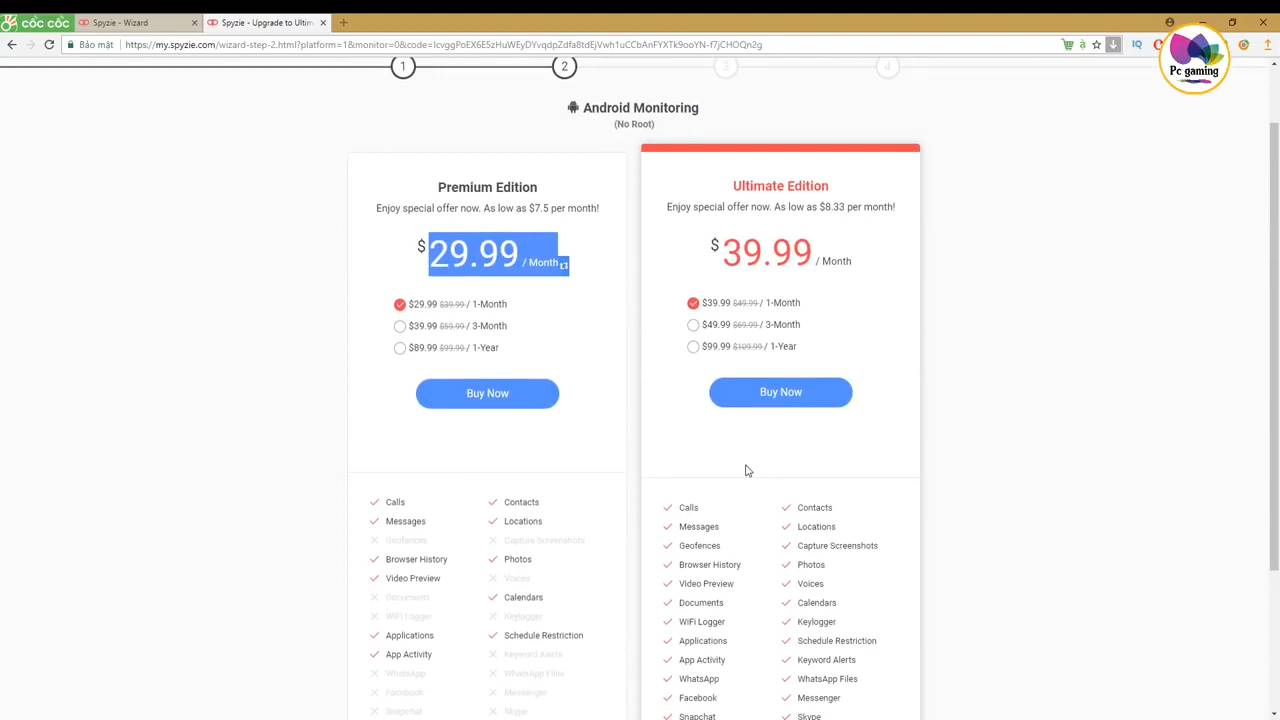 cốc cốc
Spyzie - Wizard
Spyzie - Upgrade to Ultim
Bảo mật
https://my.spyzie.com/wizard-step-2.html?platform=1&monitor=0&code=lcvggPoEX6E5zHuWEyDYvqdpZdfa8tdEjVwh1uCCbAnFYXTk9ooYN-f7jCHOQn2g
IQ
Pc gaming
1
2
3
4
Android Monitoring
(No Root)
Premium Edition
Enjoy special offer now. As low as $7.5 per month!
$ 29.99 / Month
$29.99 $39.99 / 1-Month
$39.99 $59.99 / 3-Month
$89.99 $99.99 / 1-Year
Buy Now
Calls Contacts
Messages Locations
Geofences Capture Screenshots
Browser History Photos
Video Preview Voices
Documents Calendars
WiFi Logger Keylogger
Applications Schedule Restriction
App Activity Keyword Alerts
WhatsApp WhatsApp Files
Facebook Messenger
Snapchat Skype
Ultimate Edition
Enjoy special offer now. As low as $8.33 per month!
$ 39.99 / Month
$39.99 $49.99 / 1-Month
$49.99 $69.99 / 3-Month
$99.99 $109.99 / 1-Year
Buy Now
Calls Contacts
Messages Locations
Geofences Capture Screenshots
Browser History Photos
Video Preview Voices
Documents Calendars
WiFi Logger Keylogger
Applications Schedule Restriction
App Activity Keyword Alerts
WhatsApp WhatsApp Files
Facebook Messenger
Snapchat Skype